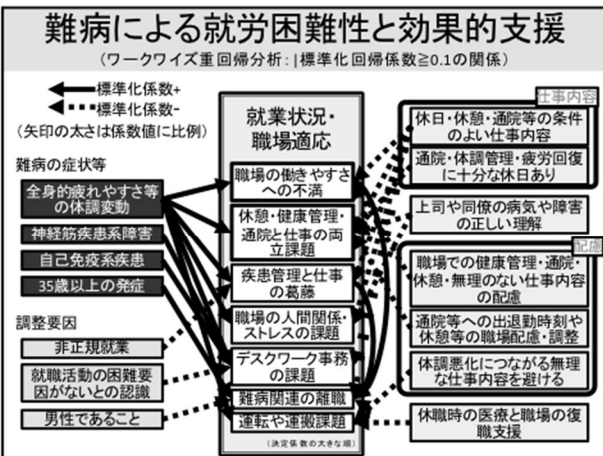 難病による就労困難性と効果的支援
(ワークワイズ重回帰分析:|標準化回帰係数≧0.1の関係)
標準化係数+
標準化係数-
(矢印の太さは係数値に比例)
難病の症状等
全身的疲れやすさ等
の体調変動
神経筋疾患系障害
自己免疫系疾患
35歳以上の発症
調整要因
非正規就業
就職活動の困難要
因がないとの認識
男性であること
就業状況・
職場適応
職場の働きやすさ
への不満
休憩・健康管理・
通院と仕事の両
立課題
疾患管理と仕事
の葛藤
職場の人間関係・
ストレスの課題
デスクワーク事務
の課題
難病関連の離職
運転や運搬課題
(決定係数の大きな順)
仕事内容
休日・休憩・通院等の条件
のよい仕事内容
通院・体調管理・疲労回復
に十分な休日あり
上司や同僚の病気や障害
の正しい理解
配慮
職場での健康管理・通院・
休憩・無理のない仕事内容
の配慮
通院等への出退勤時刻や
休憩等の職場配慮・調整
体調悪化につながる無理
な仕事内容を避ける
休職時の医療と職場の復
職支援